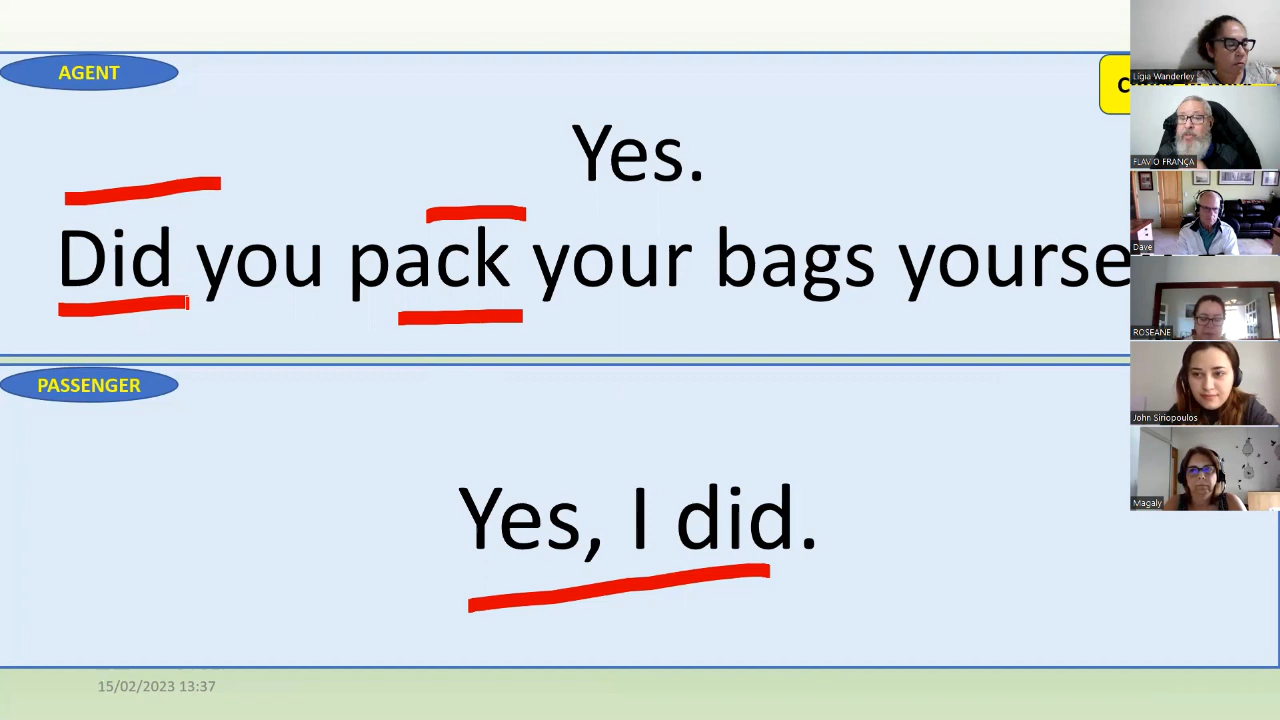 AGENT
Yes.
Did you pack your bags yourse
PASSENGER
Yes, I did.
15/02/2023 13:37
Lígia Wanderley
FLAVIO FRANÇA
Dave
ROSEANE
John Siriopoulos
Magaly